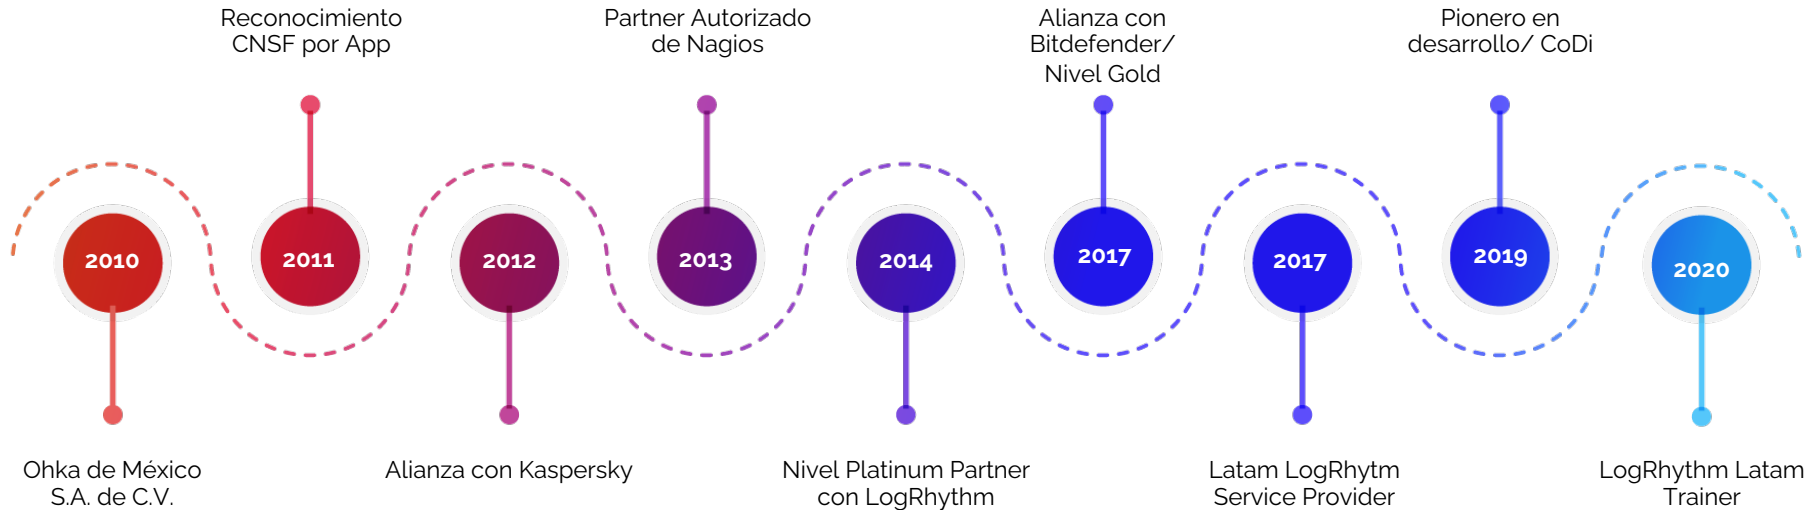 Reconocimiento
CNSF por App
Partner Autorizado
de Nagios
Alianza con
Bitdefender/
Nivel Gold
Pionero en
desarrollo/ CoDi
2010
2011
2012
2013
2014
2017
2017
2019
2020
Ohka de México
S.A. de C.V.
Alianza con Kaspersky
Nivel Platinum Partner
con LogRhythm
Latam LogRhytm
Service Provider
LogRhythm Latam
Trainer